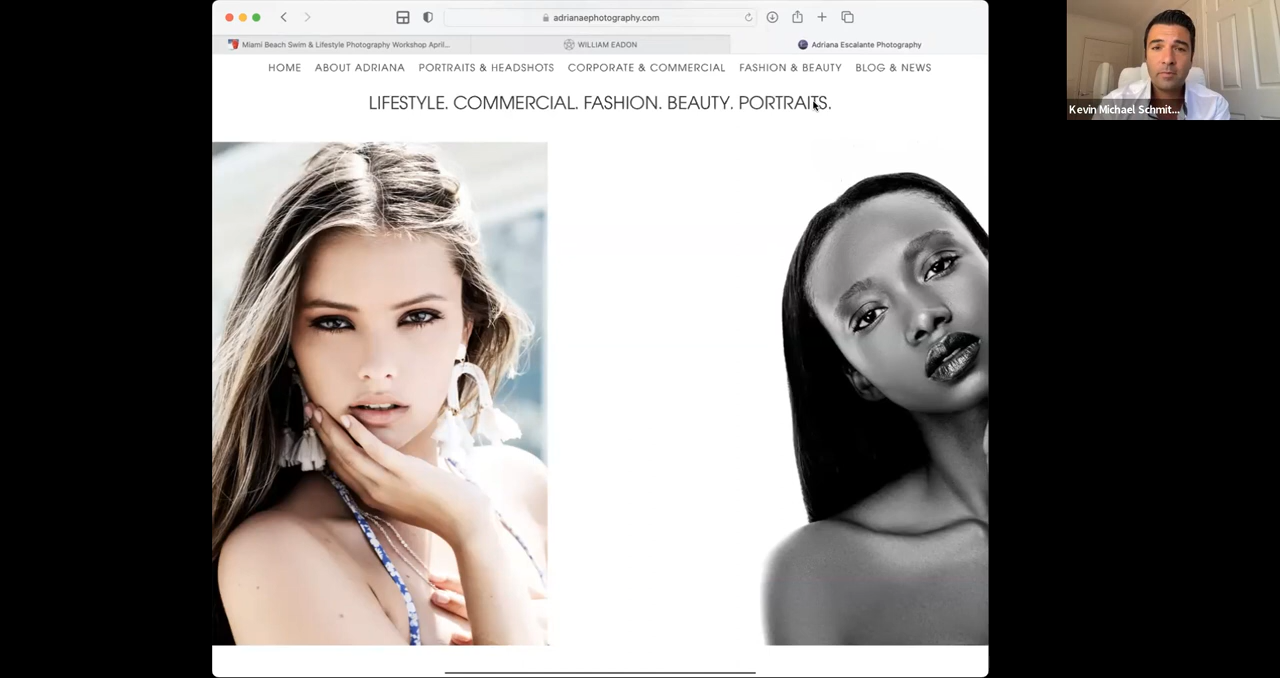 adrianaephotography.com
Miami Beach Swim & Lifestyle Photography Workshop April...
WILLIAM EADON
Adriana Escalante Photography
HOME ABOUT ADRIANA PORTRAITS HEADSHOTS CORPORATE & COMMERCIAL FASHION & BEAUTY BLOG & NEWS
LIFESTYLE. COMMERCIAL. FASHION. BEAUTY. PORTRAITS.
Kevin Michael Schmit...